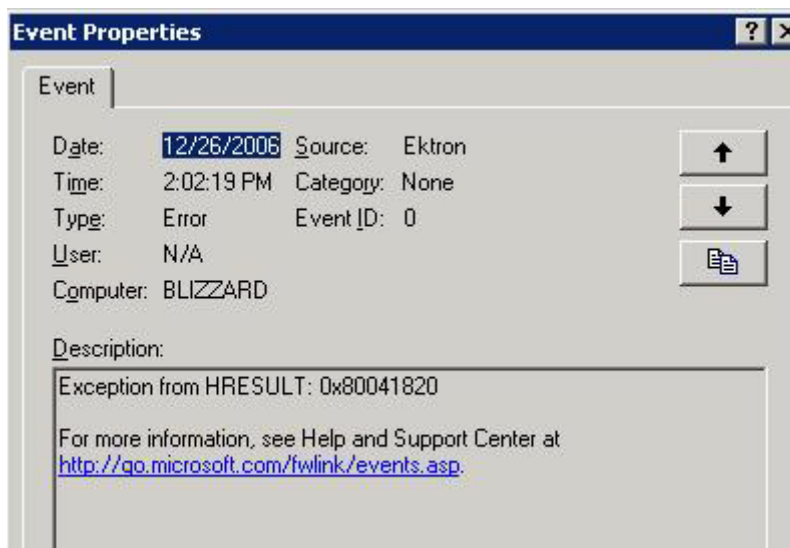 Event Properties
Event
Date: 12/26/2006 Source: Ektron
Time: 2:02:19 PM Category: None
Type: Error Event ID: 0
User: N/A
Computer: BLIZZARD
Description:
Exception from HRESULT: 0x80041820
For more information, see Help and Support Center at
http://go.microsoft.com/fwlink/events.asp.